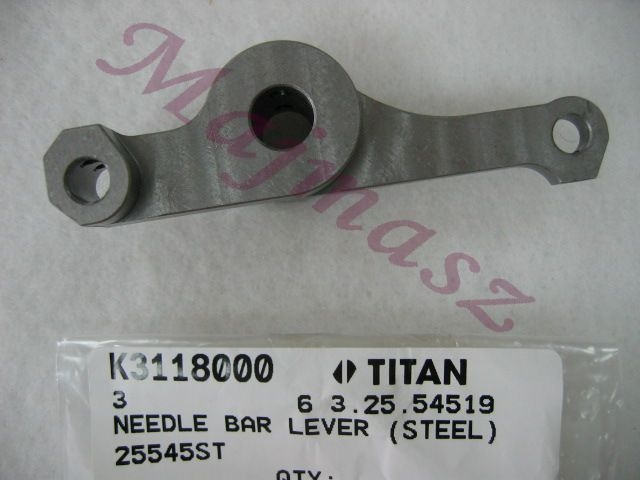 Majmasz
K3118000 TITAN
3 6 3.25.54519
NEEDLE BAR LEVER (STEEL)
25545ST
QTY: